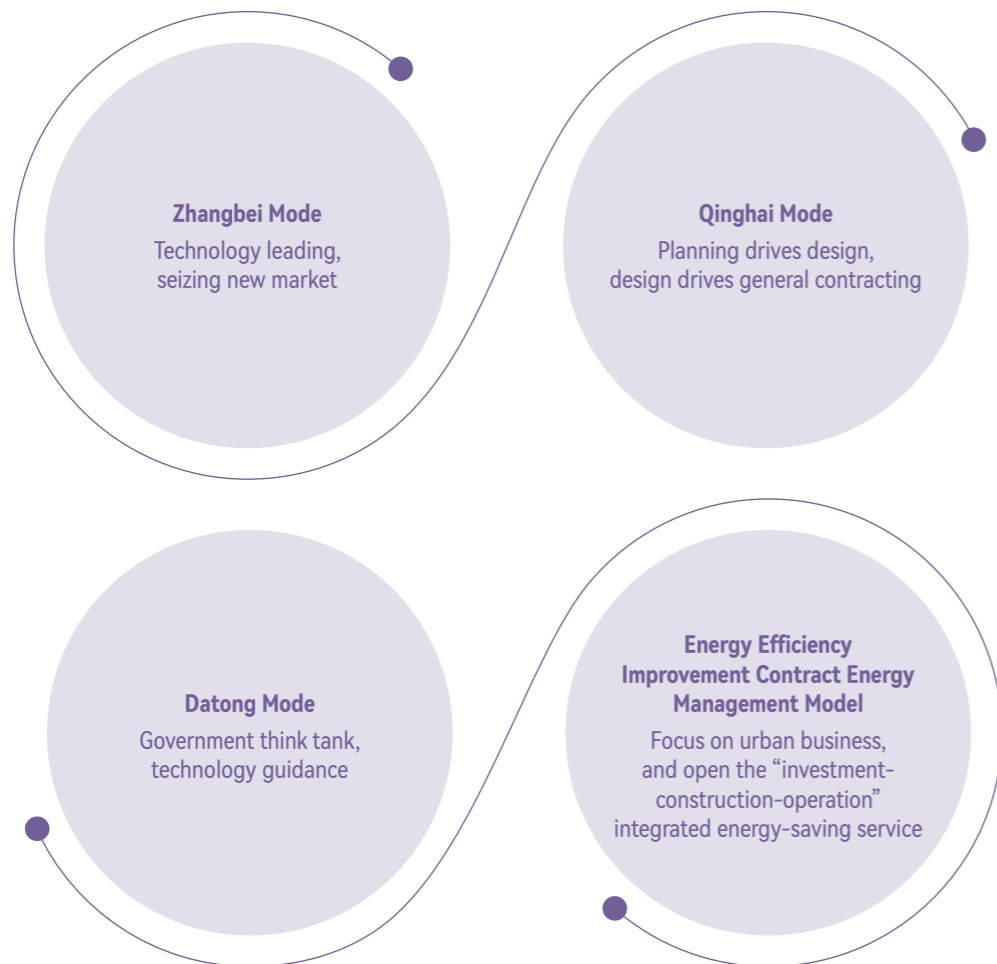 Zhangbei Mode
Technology leading,
seizing new market
Qinghai Mode
Planning drives design,
design drives general contracting
Datong Mode
Government think tank,
technology guidance
Energy Efficiency
Improvement Contract Energy
Management Model
Focus on urban business,
and open the “investment-
construction-operation”
integrated energy-saving service